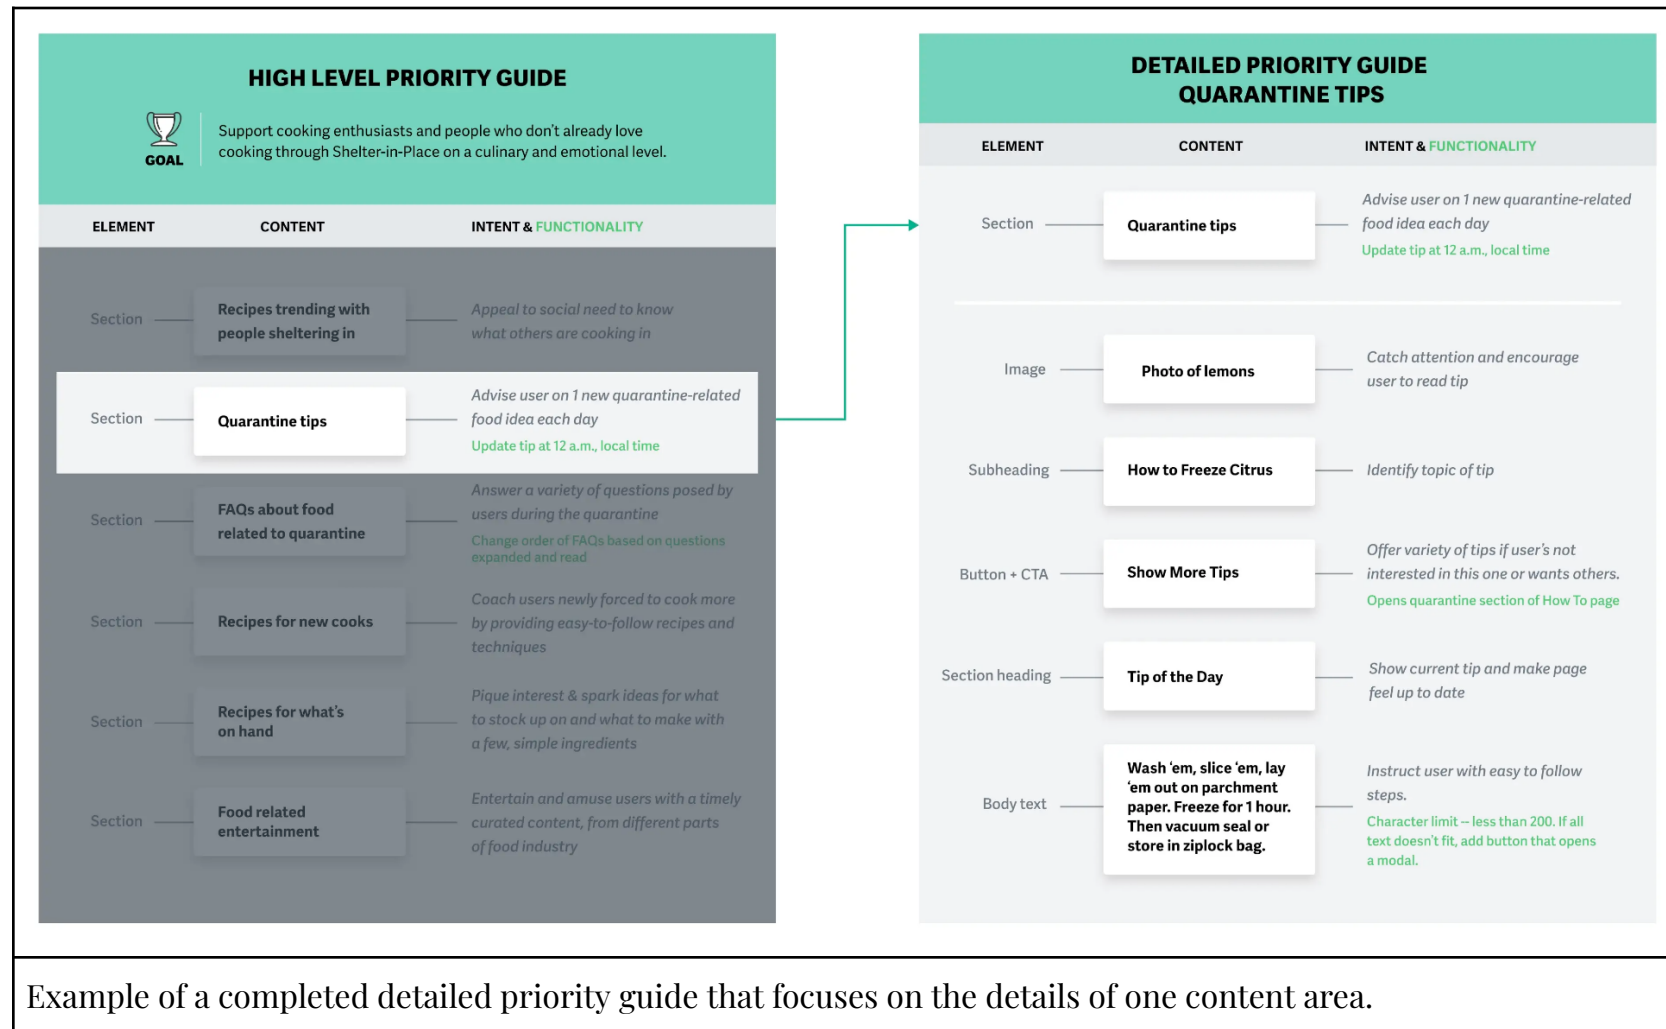 HIGH LEVEL PRIORITY GUIDE
GOAL
Support cooking enthusiasts and people who don't already love
cooking through Shelter-in-Place on a culinary and emotional level.
ELEMENT CONTENT INTENT & FUNCTIONALITY
Section
Recipes trending with
people sheltering in
Appeal to social need to know
what others are cooking in
Section
Quarantine tips
Advise user on 1 new quarantine-related
food idea each day
Update tip at 12 a.m., local time
Section
FAQs about food
related to quarantine
Answer a variety of questions posed by
users during the quarantine
Change order of FAQs based on questions
expanded and read
Section
Recipes for new cooks
Coach users newly forced to cook more
by providing easy-to-follow recipes and
techniques
Section
Recipes for what's
on hand
Pique interest & spark ideas for what
to stock up on and what to make with
a few, simple ingredients
Section
Food related
entertainment
Entertain and amuse users with a timely
curated content, from different parts
of food industry
DETAILED PRIORITY GUIDE
QUARANTINE TIPS
ELEMENT CONTENT INTENT & FUNCTIONALITY
Section
Quarantine tips
Advise user on 1 new quarantine-related
food idea each day
Update tip at 12 a.m., local time
Image
Photo of lemons
Catch attention and encourage
user to read tip
Subheading
How to Freeze Citrus
Identify topic of tip
Button + CTA
Show More Tips
Offer variety of tips if user's not
interested in this one or wants others.
Opens quarantine section of How To page
Section heading
Tip of the Day
Show current tip and make page
feel up to date
Body text
Wash 'em, slice 'em, lay
'em out on parchment
paper. Freeze for 1 hour.
Then vacuum seal or
store in ziplock bag.
Instruct user with easy to follow
steps.
Character limit -- less than 200. If all
text doesn't fit, add button that opens
a modal.
Example of a completed detailed priority guide that focuses on the details of one content area.